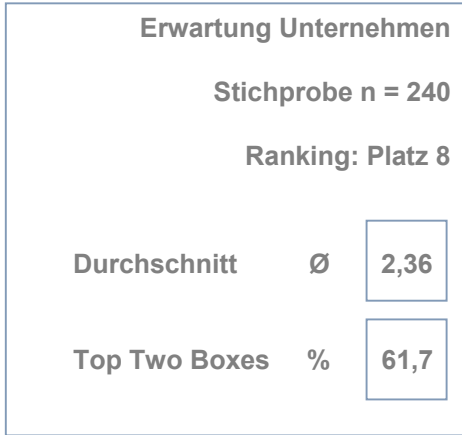 Erwartung Unternehmen
Stichprobe n = 240
Ranking: Platz 8
Durchschnitt Ø 2,36
Top Two Boxes % 61,7